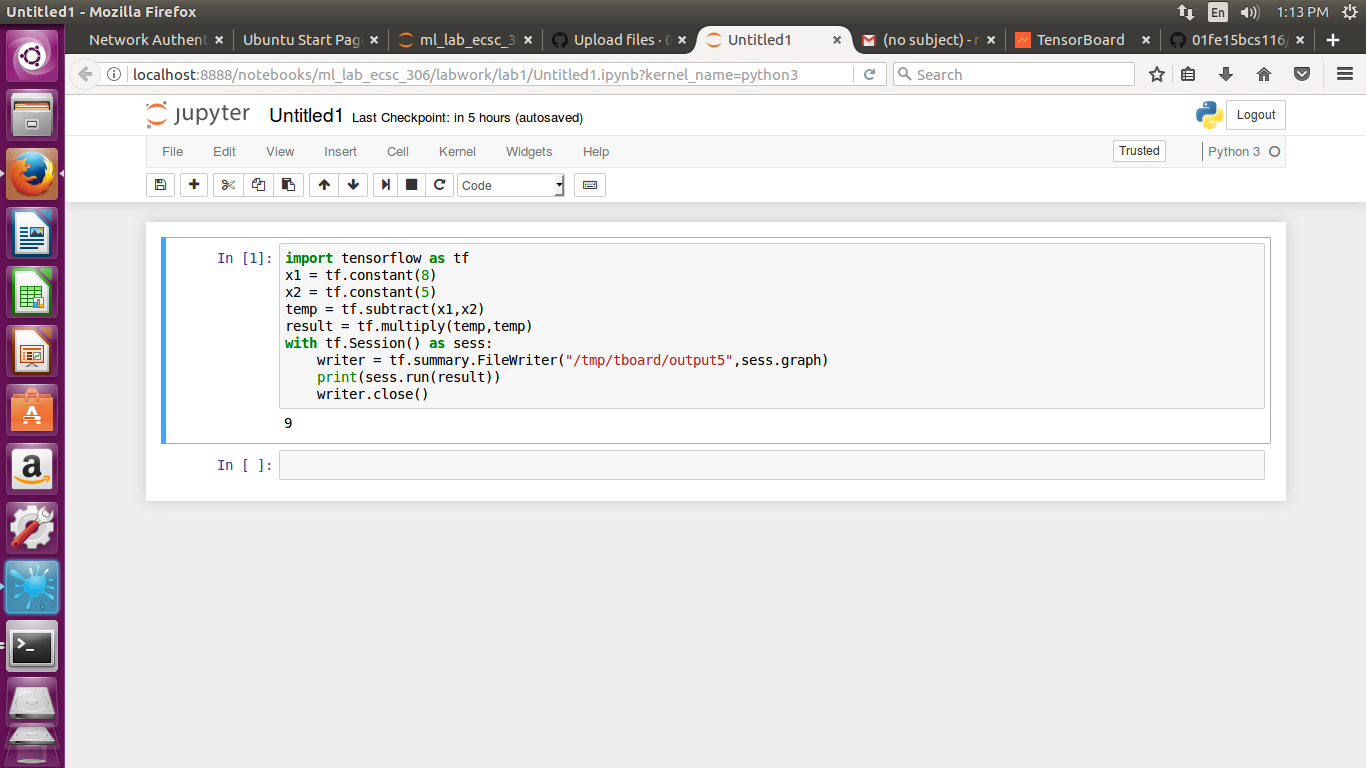 Untitled1 - Mozilla Firefox
En
1:13 PM
Network Authent
Ubuntu Start Pag
ml_lab_ecsc_3
Upload files ·
Untitled1
(no subject) -
TensorBoard
01fe15bcs116/
localhost:8888/notebooks/ml_lab_ecsc_306/labwork/lab1/Untitled1.ipynb?kernel_name=python3
Search
jupyter
Untitled1
Last Checkpoint: in 5 hours (autosaved)
Logout
File Edit View Insert Cell Kernel Widgets Help
Trusted
Python 3
Code
In [1]:
import tensorflow as tf
x1 = tf.constant(8)
x2 = tf.constant(5)
temp = tf.subtract(x1,x2)
result = tf.multiply(temp,temp)
with tf.Session() as sess:
    writer = tf.summary.FileWriter("/tmp/tboard/output5",sess.graph)
    print(sess.run(result))
    writer.close()
9
In [ ]: